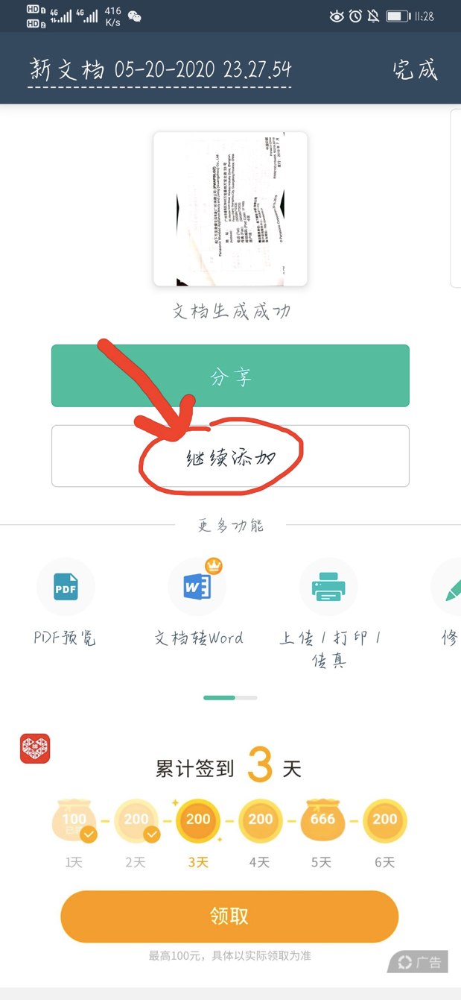 HD 1 4G 4G 416 11:28
HD 2 K/s
新文档 05-20-2020 23.27.54 完成
文档生成成功
分享
继续添加
更多功能
PDF
W
PDF预览 文档转Word 上传/打印/ 修
传真
拼
累计签到 3 天
100 200 200 200 666 200
1天 2天 3天 4天 5天 6天
领取
最高100元，具体以实际领取为准
广告